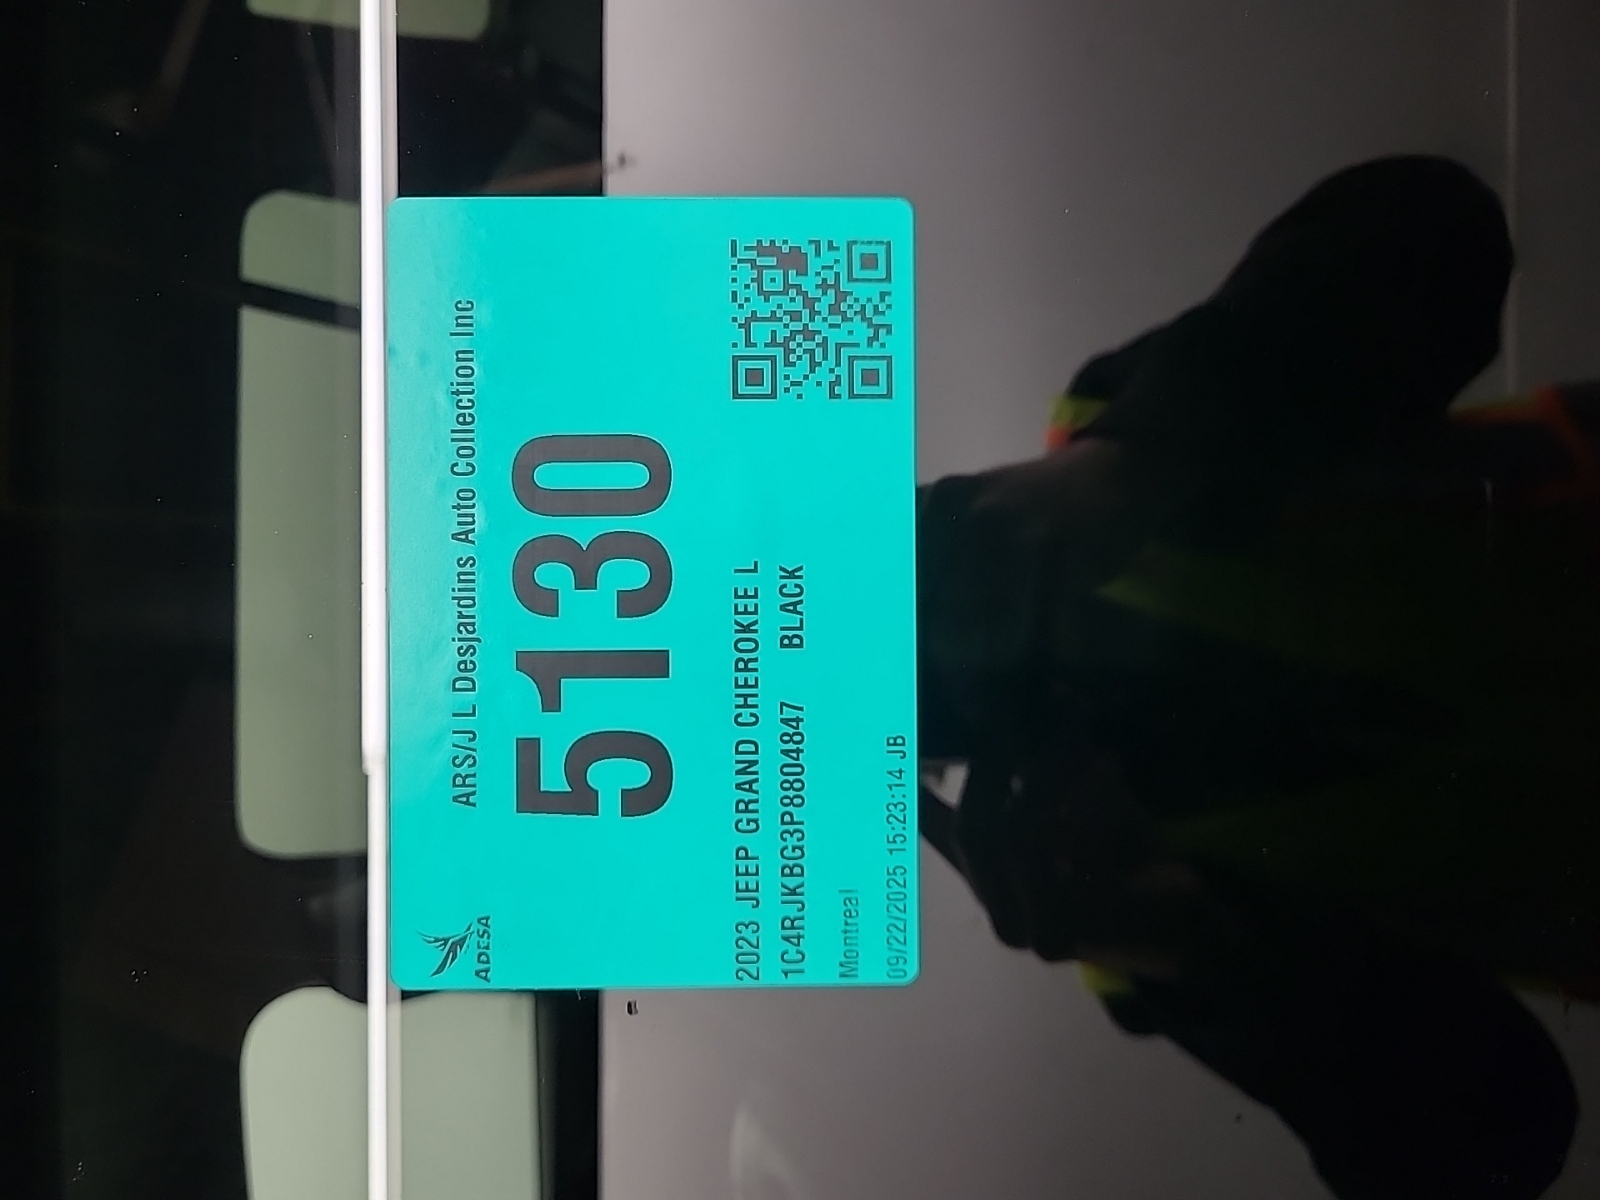 ADESA
ARS/J L Desjardins Auto Collection Inc
5130
2023 JEEP GRAND CHEROKEE L
1C4RJKBG3P8804847 BLACK
Montreal
09/22/2025 15:23:14 JB